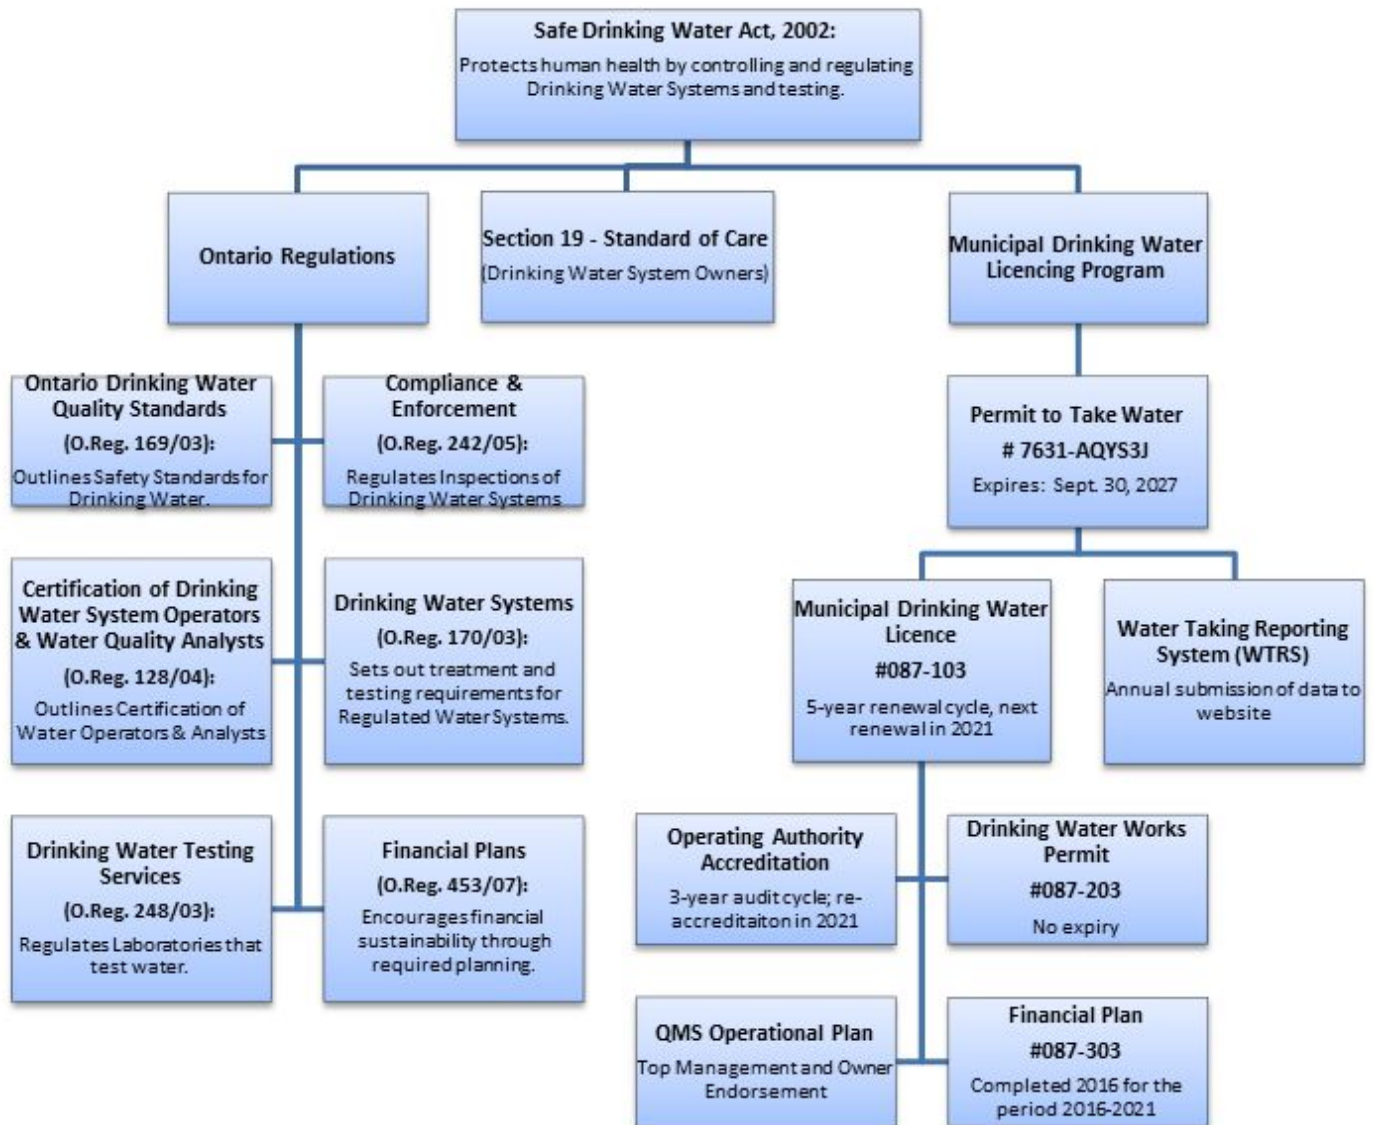 Safe Drinking Water Act, 2002:
Protects human health by controlling and regulating
Drinking Water Systems and testing.
Ontario Regulations
Section 19 - Standard of Care
(Drinking Water System Owners)
Municipal Drinking Water
Licencing Program
Ontario Drinking Water
Quality Standards
(O.Reg. 169/03):
Outlines Safety Standards for
Drinking Water.
Compliance &
Enforcement
(O.Reg. 242/05):
Regulates Inspections of
Drinking Water Systems
Permit to Take Water
# 7631-AQYS3J
Expires: Sept. 30, 2027
Certification of Drinking
Water System Operators
& Water Quality Analysts
(O.Reg. 128/04):
Outlines Certification of
Water Operators & Analysts
Drinking Water Systems
(O.Reg. 170/03):
Sets out treatment and
testing requirements for
Regulated Water Systems.
Municipal Drinking Water
Licence
#087-103
5-year renewal cycle, next
renewal in 2021
Water Taking Reporting
System (WTRS)
Annual submission of data to
website
Drinking Water Testing
Services
(O.Reg. 248/03):
Regulates Laboratories that
test water.
Financial Plans
(O.Reg. 453/07):
Encourages financial
sustainability through
required planning.
Operating Authority
Accreditation
3-year audit cycle; re-
accreditaiton in 2021
Drinking Water Works
Permit
#087-203
No expiry
QMS Operational Plan
Top Management and Owner
Endorsement
Financial Plan
#087-303
Completed 2016 for the
period 2016-2021